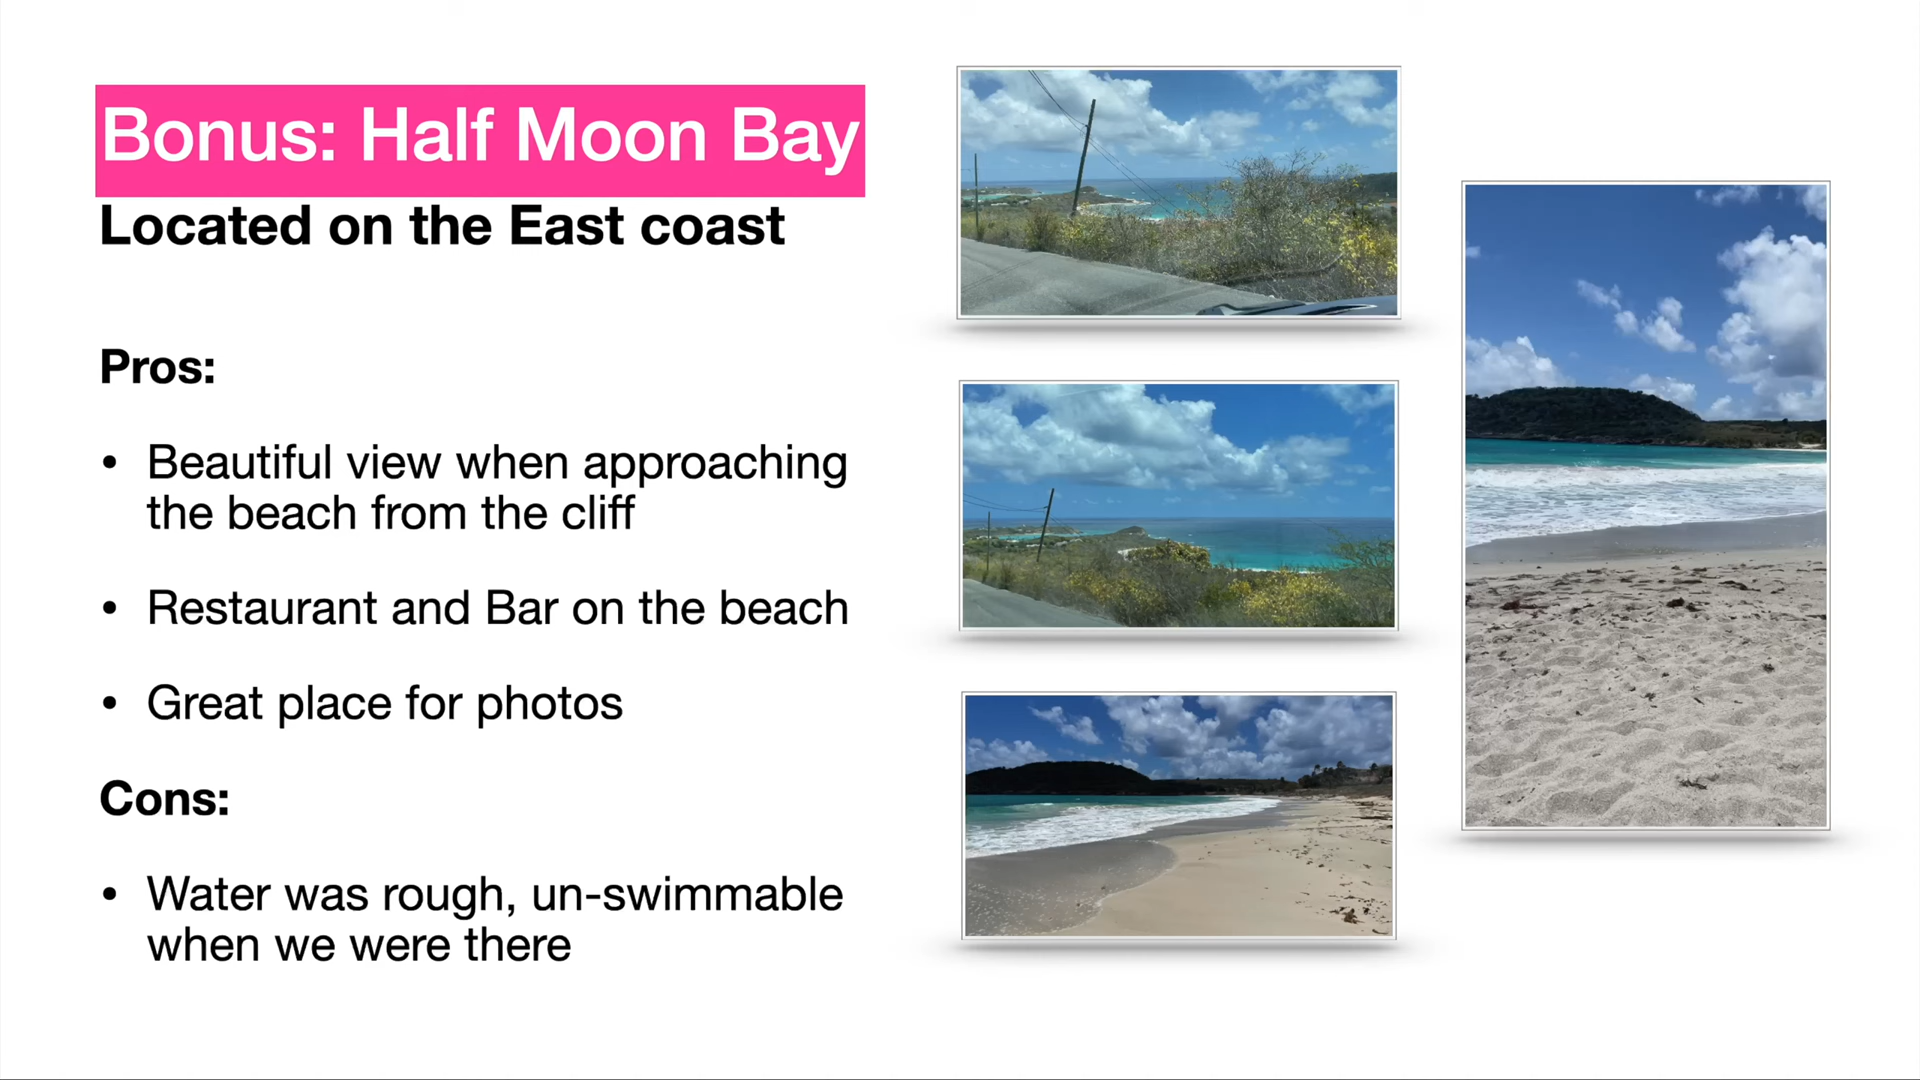 Bonus: Half Moon Bay
Located on the East coast
Pros:
• Beautiful view when approaching
the beach from the cliff
• Restaurant and Bar on the beach
• Great place for photos
Cons:
• Water was rough, un-swimmable
when we were there